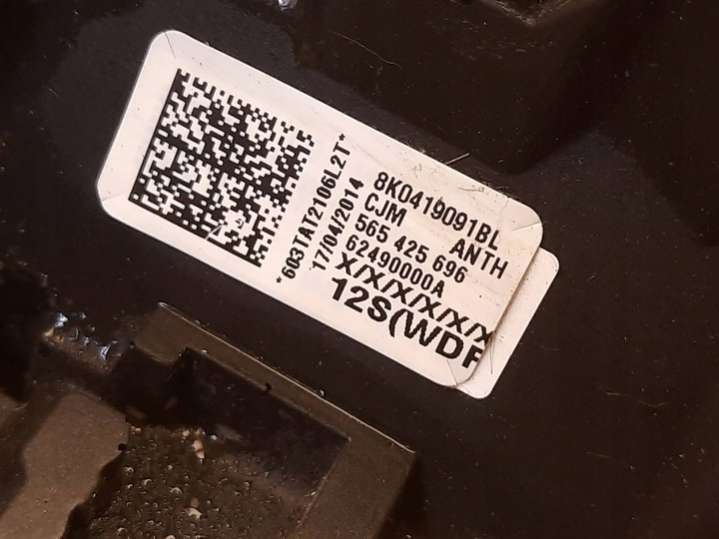 *603TAT2106L2T*
17/04/2014
8K0419091BL
CJM ANTH
565 425 696
62490000A
X/X/X/X/X/X
12S(WDF